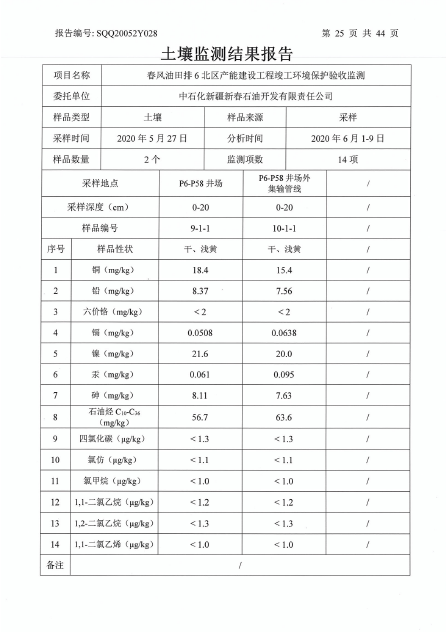 报告编号: SQQ20052Y028 第 25 页 共 44 页
土壤监测结果报告
项目名称 春风油田排 6 北区产能建设工程竣工环境保护验收监测
委托单位 中石化新疆新春石油开发有限责任公司
样品类型 土壤 样品来源 采样
采样时间 2020 年 5 月 27 日 分析时间 2020 年 6 月 1-9 日
样品数量 2 个 监测项数 14 项
采样地点 P6-P58 井场 P6-P58 井场外集输管线 /
采样深度（cm） 0-20 0-20 /
样品编号 9-1-1 10-1-1 /
序号 样品性状 干、浅黄 干、浅黄 /
1 铜（mg/kg） 18.4 15.4 /
2 铅（mg/kg） 8.37 7.56 /
3 六价铬（mg/kg） ＜2 ＜2 /
4 镉（mg/kg） 0.0508 0.0638 /
5 镍（mg/kg） 21.6 20.0 /
6 汞（mg/kg） 0.061 0.095 /
7 砷（mg/kg） 8.11 7.63 /
8 石油烃 C10-C36（mg/kg） 56.7 63.6 /
9 四氯化碳（μg/kg） ＜1.3 ＜1.3 /
10 氯仿（μg/kg） ＜1.1 ＜1.1 /
11 氯甲烷（μg/kg） ＜1.0 ＜1.0 /
12 1,1-二氯乙烷（μg/kg） ＜1.2 ＜1.2 /
13 1,2-二氯乙烷（μg/kg） ＜1.3 ＜1.3 /
14 1,1-二氯乙烯（μg/kg） ＜1.0 ＜1.0 /
备注 /